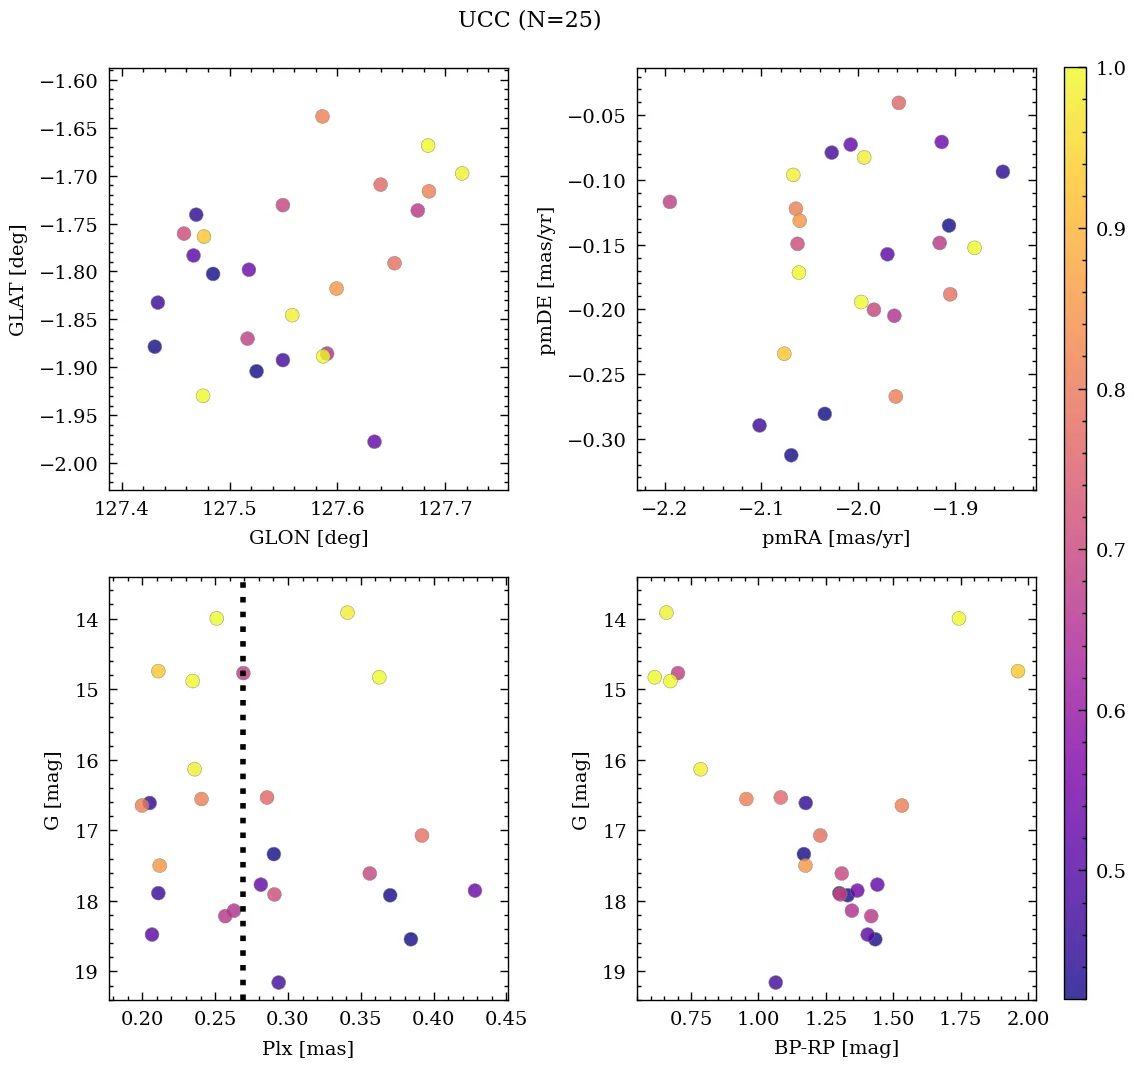 UCC (N=25)
−1.60
−1.65
−1.70
−1.75
−1.80
−1.85
−1.90
−1.95
−2.00
GLAT [deg]
127.4 127.5 127.6 127.7
GLON [deg]
−0.05
−0.10
−0.15
−0.20
−0.25
−0.30
pmDE [mas/yr]
−2.2 −2.1 −2.0 −1.9
pmRA [mas/yr]
14
15
16
17
18
19
G [mag]
0.20 0.25 0.30 0.35 0.40 0.45
Plx [mas]
14
15
16
17
18
19
G [mag]
0.75 1.00 1.25 1.50 1.75 2.00
BP-RP [mag]
1.0
0.9
0.8
0.7
0.6
0.5